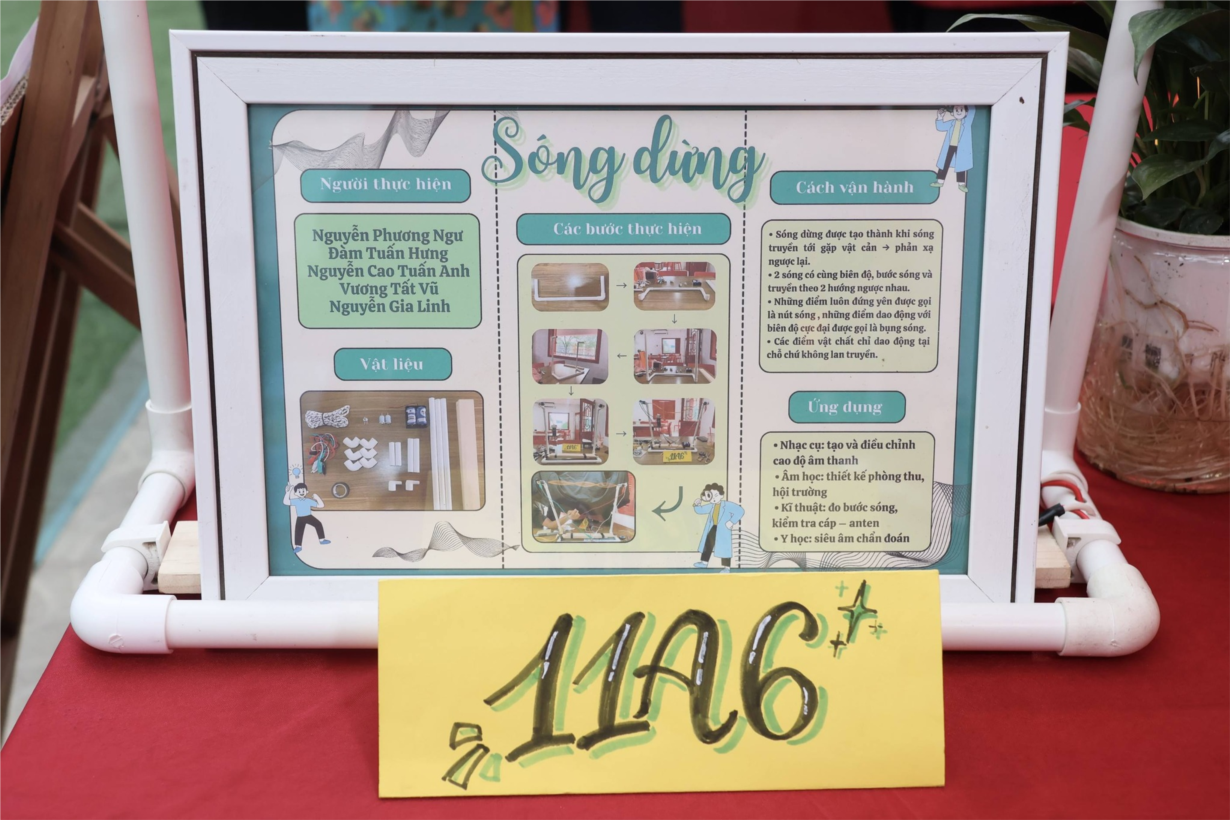 Sóng dừng
Người thực hiện
Nguyễn Phương Ngư
Đàm Tuấn Hưng
Nguyễn Cao Tuấn Anh
Vương Tất Vũ
Nguyễn Gia Linh
Vật liệu
Các bước thực hiện
Cách vận hành
• Sóng dừng được tạo thành khi sóng
truyền tới gặp vật cản → phản xạ
ngược lại.
• 2 sóng có cùng biên độ, bước sóng và
truyền theo 2 hướng ngược nhau.
• Những điểm luôn đứng yên được gọi
là nút sóng , những điểm dao động với
biên độ cực đại được gọi là bụng sóng.
• Các điểm vật chất chỉ dao động tại
chỗ chứ không lan truyền.
Ứng dụng
• Nhạc cụ: tạo và điều chỉnh
cao độ âm thanh
• Âm học: thiết kế phòng thu,
hội trường
• Kĩ thuật: đo bước sóng,
kiểm tra cáp – anten
• Y học: siêu âm chẩn đoán
11A6